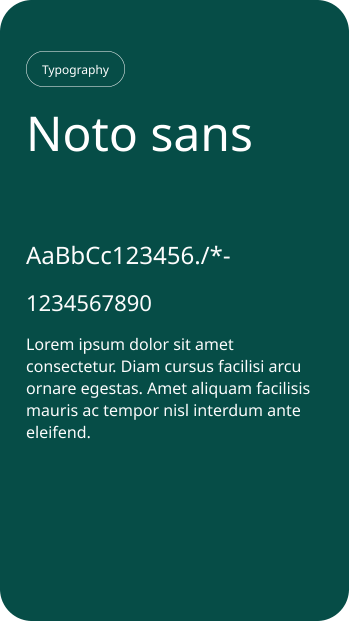 Typography
Noto sans
AaBbCc123456./*-
1234567890
Lorem ipsum dolor sit amet
consectetur. Diam cursus facilisi arcu
ornare egestas. Amet aliquam facilisis
mauris ac tempor nisl interdum ante
eleifend.